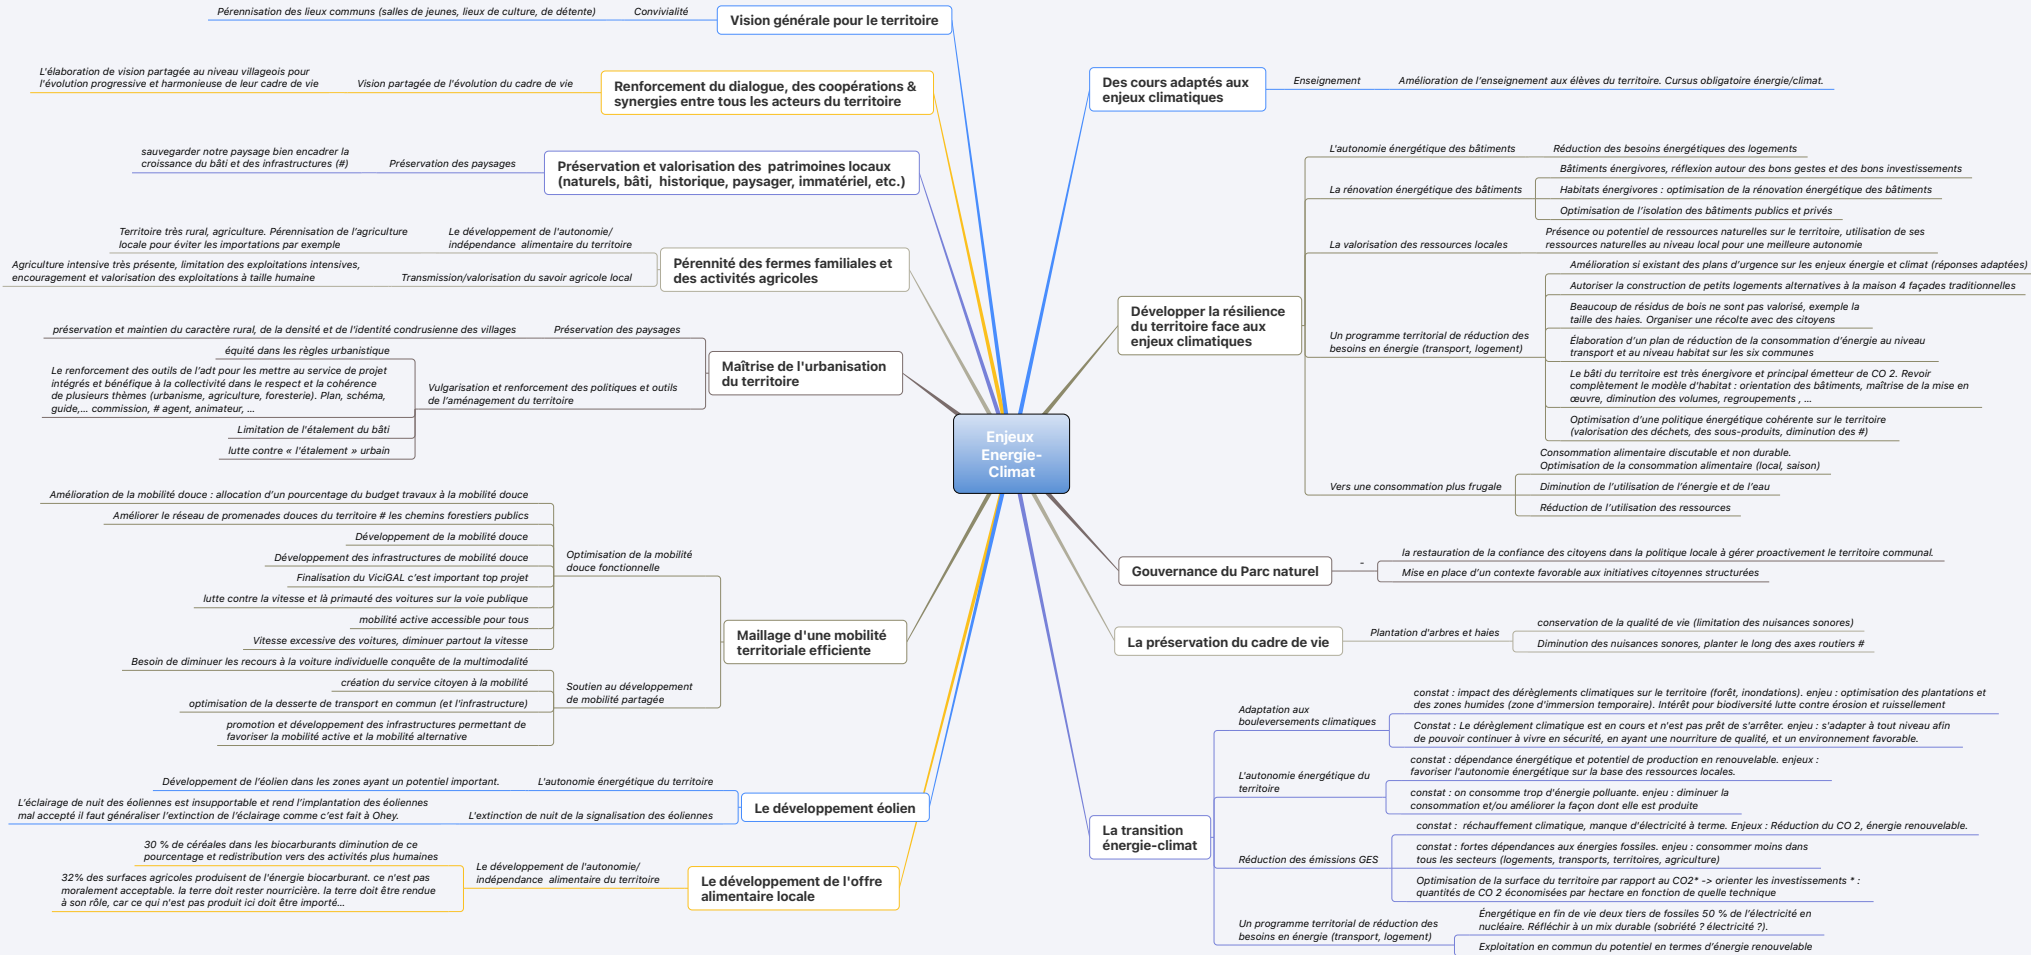 Enjeux
Energie-
Climat
Vision générale pour le territoire
Convivialité
Pérennisation des lieux communs (salles de jeunes, lieux de culture, de détente)
Renforcement du dialogue, des coopérations &
synergies entre tous les acteurs du territoire
Vision partagée de l'évolution du cadre de vie
L'élaboration de vision partagée au niveau villageois pour
l'évolution progressive et harmonieuse de leur cadre de vie
Préservation et valorisation des patrimoines locaux
(naturels, bâti, historique, paysager, immatériel, etc.)
Préservation des paysages
sauvegarder notre paysage bien encadrer la
croissance du bâti et des infrastructures (#)
Pérennité des fermes familiales et
des activités agricoles
Le développement de l'autonomie/
indépendance alimentaire du territoire
Territoire très rural, agriculture. Pérennisation de l'agriculture
locale pour éviter les importations par exemple
Transmission/valorisation du savoir agricole local
Agriculture intensive très présente, limitation des exploitations intensives,
encouragement et valorisation des exploitations à taille humaine
Maîtrise de l'urbanisation
du territoire
Préservation des paysages
préservation et maintien du caractère rural, de la densité et de l'identité condrusienne des villages
Vulgarisation et renforcement des politiques et outils
de l'aménagement du territoire
équité dans les règles urbanistique
Le renforcement des outils de l'adt pour les mettre au service de projet
intégrés et bénéfique à la collectivité dans le respect et la cohérence
de plusieurs thèmes (urbanisme, agriculture, foresterie). Plan, schéma,
guide,... commission, # agent, animateur, ...
Limitation de l'étalement du bâti
lutte contre « l'étalement » urbain
Maillage d'une mobilité
territoriale efficiente
Optimisation de la mobilité
douce fonctionnelle
Amélioration de la mobilité douce : allocation d'un pourcentage du budget travaux à la mobilité douce
Améliorer le réseau de promenades douces du territoire # les chemins forestiers publics
Développement de la mobilité douce
Développement des infrastructures de mobilité douce
Finalisation du ViciGAL c'est important top projet
lutte contre la vitesse et là primauté des voitures sur la voie publique
mobilité active accessible pour tous
Vitesse excessive des voitures, diminuer partout la vitesse
Soutien au développement
de mobilité partagée
Besoin de diminuer les recours à la voiture individuelle conquête de la multimodalité
création du service citoyen à la mobilité
optimisation de la desserte de transport en commun (et l'infrastructure)
promotion et développement des infrastructures permettant de
favoriser la mobilité active et la mobilité alternative
Le développement éolien
L'autonomie énergétique du territoire
Développement de l'éolien dans les zones ayant un potentiel important.
L'extinction de nuit de la signalisation des éoliennes
L'éclairage de nuit des éoliennes est insupportable et rend l'implantation des éoliennes
mal accepté il faut généraliser l'extinction de l'éclairage comme c'est fait à Ohey.
Le développement de l'offre
alimentaire locale
Le développement de l'autonomie/
indépendance alimentaire du territoire
30 % de céréales dans les biocarburants diminution de ce
pourcentage et redistribution vers des activités plus humaines
32% des surfaces agricoles produisent de l'énergie biocarburant. ce n'est pas
moralement acceptable. la terre doit rester nourricière. la terre doit être rendue
à son rôle, car ce qui n'est pas produit ici doit être importé...
Des cours adaptés aux
enjeux climatiques
Enseignement
Amélioration de l'enseignement aux élèves du territoire. Cursus obligatoire énergie/climat.
Développer la résilience
du territoire face aux
enjeux climatiques
L'autonomie énergétique des bâtiments
Réduction des besoins énergétiques des logements
La rénovation énergétique des bâtiments
Bâtiments énergivores, réflexion autour des bons gestes et des bons investissements
Habitats énergivores : optimisation de la rénovation énergétique des bâtiments
Optimisation de l'isolation des bâtiments publics et privés
La valorisation des ressources locales
Présence ou potentiel de ressources naturelles sur le territoire, utilisation de ses
ressources naturelles au niveau local pour une meilleure autonomie
Un programme territorial de réduction des
besoins en énergie (transport, logement)
Amélioration si existant des plans d'urgence sur les enjeux énergie et climat (réponses adaptées)
Autoriser la construction de petits logements alternatives à la maison 4 façades traditionnelles
Beaucoup de résidus de bois ne sont pas valorisé, exemple la
taille des haies. Organiser une récolte avec des citoyens
Élaboration d'un plan de réduction de la consommation d'énergie au niveau
transport et au niveau habitat sur les six communes
Le bâti du territoire est très énergivore et principal émetteur de CO 2. Revoir
complètement le modèle d'habitat : orientation des bâtiments, maîtrise de la mise en
œuvre, diminution des volumes, regroupements , ...
Optimisation d'une politique énergétique cohérente sur le territoire
(valorisation des déchets, des sous-produits, diminution des #)
Vers une consommation plus frugale
Consommation alimentaire discutable et non durable.
Optimisation de la consommation alimentaire (local, saison)
Diminution de l'utilisation de l'énergie et de l'eau
Réduction de l'utilisation des ressources
Gouvernance du Parc naturel
-
la restauration de la confiance des citoyens dans la politique locale à gérer proactivement le territoire communal.
Mise en place d'un contexte favorable aux initiatives citoyennes structurées
La préservation du cadre de vie
Plantation d'arbres et haies
conservation de la qualité de vie (limitation des nuisances sonores)
Diminution des nuisances sonores, planter le long des axes routiers #
La transition
énergie-climat
Adaptation aux
bouleversements climatiques
constat : impact des dérèglements climatiques sur le territoire (forêt, inondations). enjeu : optimisation des plantations et
des zones humides (zone d'immersion temporaire). Intérêt pour biodiversité lutte contre érosion et ruissellement
Constat : Le dérèglement climatique est en cours et n'est pas prêt de s'arrêter. enjeu : s'adapter à tout niveau afin
de pouvoir continuer à vivre en sécurité, en ayant une nourriture de qualité, et un environnement favorable.
L'autonomie énergétique du
territoire
constat : dépendance énergétique et potentiel de production en renouvelable. enjeux :
favoriser l'autonomie énergétique sur la base des ressources locales.
constat : on consomme trop d'énergie polluante. enjeu : diminuer la
consommation et/ou améliorer la façon dont elle est produite
Réduction des émissions GES
constat : réchauffement climatique, manque d'électricité à terme. Enjeux : Réduction du CO 2, énergie renouvelable.
constat : fortes dépendances aux énergies fossiles. enjeu : consommer moins dans
tous les secteurs (logements, transports, territoires, agriculture)
Optimisation de la surface du territoire par rapport au CO2* -> orienter les investissements * :
quantités de CO 2 économisées par hectare en fonction de quelle technique
Un programme territorial de réduction des
besoins en énergie (transport, logement)
Énergétique en fin de vie deux tiers de fossiles 50 % de l'électricité en
nucléaire. Réfléchir à un mix durable (sobriété ? électricité ?).
Exploitation en commun du potentiel en termes d'énergie renouvelable